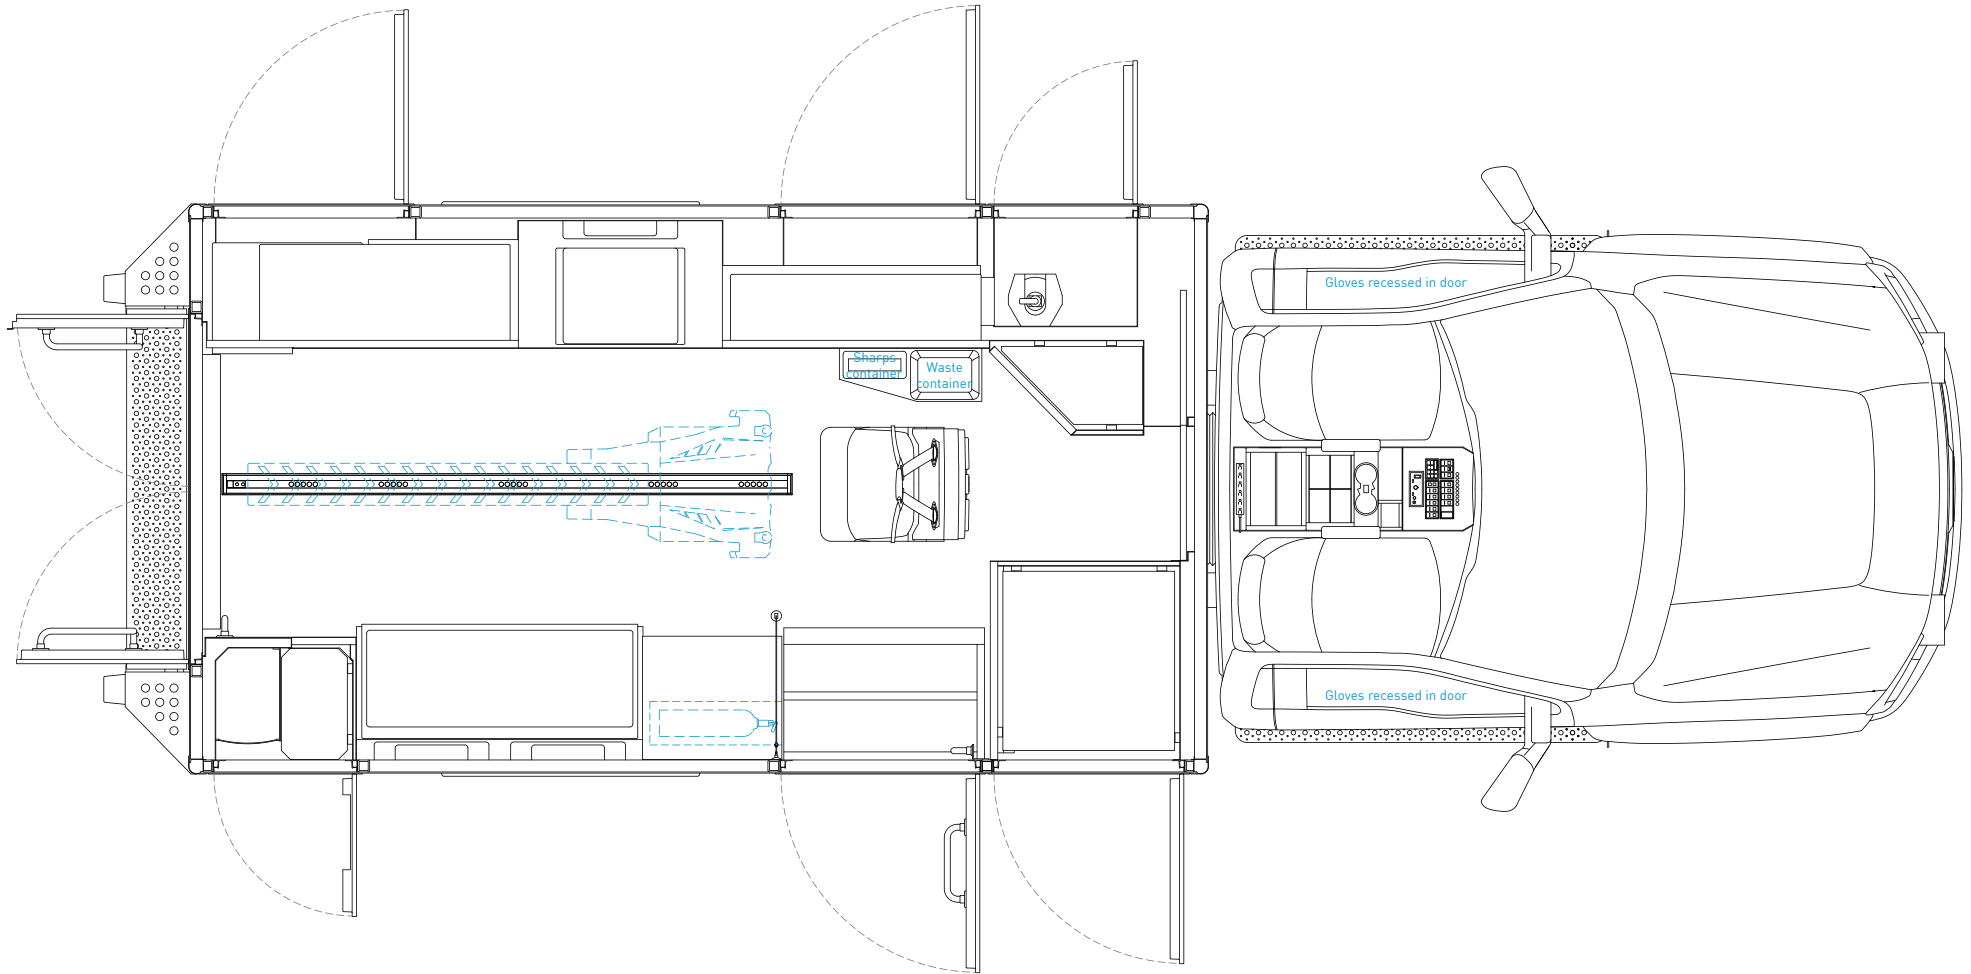 Gloves recessed in door
Sharps
container
Waste
container
Gloves recessed in door